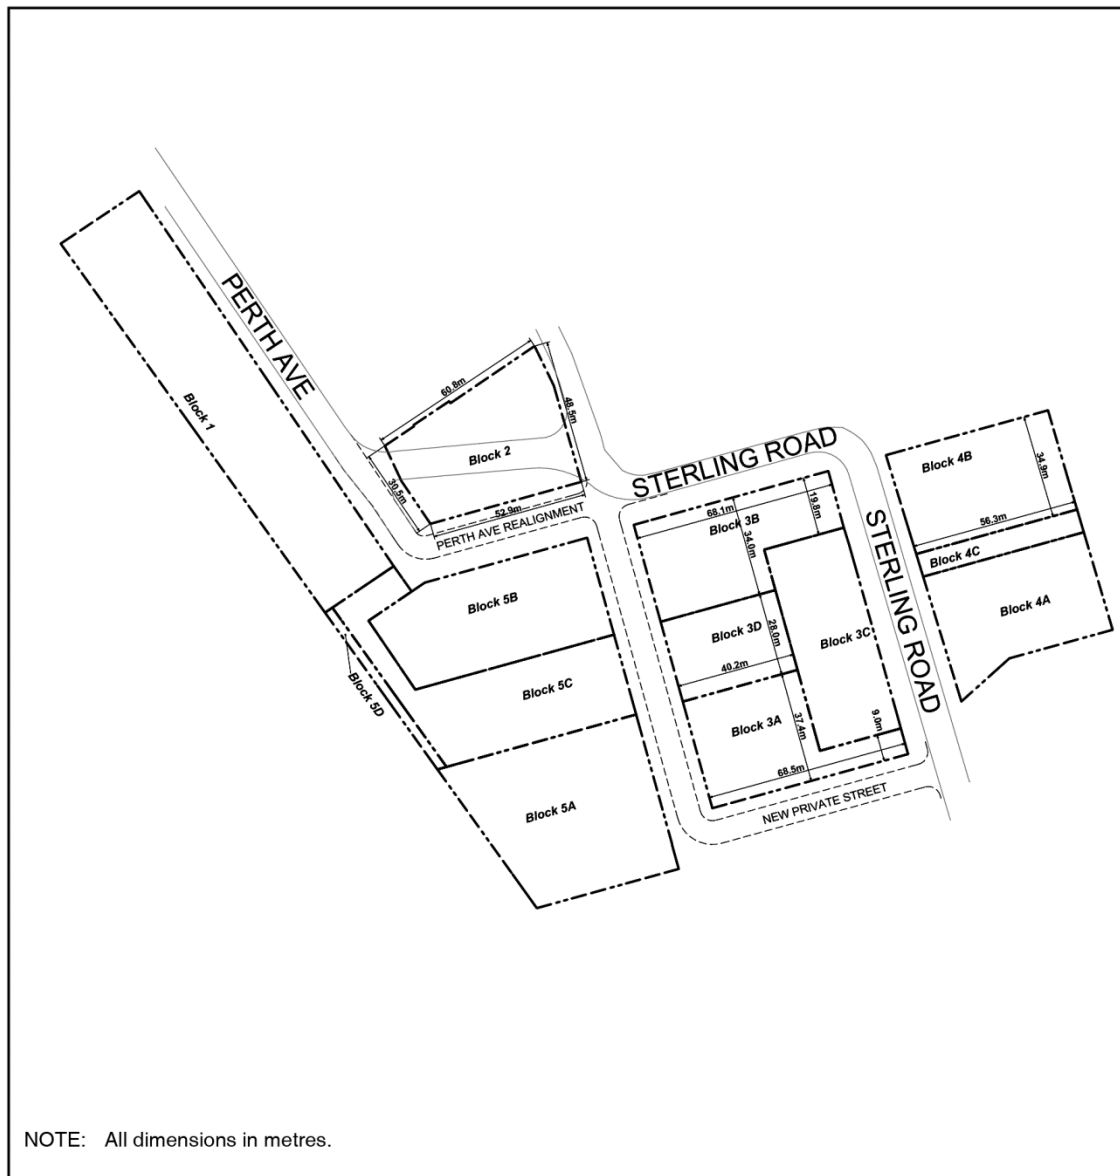 PERTH AVE
Block 1
60.8m
48.5m
Block 2
30.5m
52.9m
PERTH AVE REALIGNMENT
STERLING ROAD
68.1m
19.8m
Block 3B
34.0m
Block 4B
34.9m
56.3m
Block 4C
Block 4A
STERLING ROAD
Block 5B
Block 3D
28.0m
Block 3C
40.2m
Block 5C
Block 5D
Block 3A
37.4m
9.0m
68.5m
Block 5A
NEW PRIVATE STREET
NOTE: All dimensions in metres.